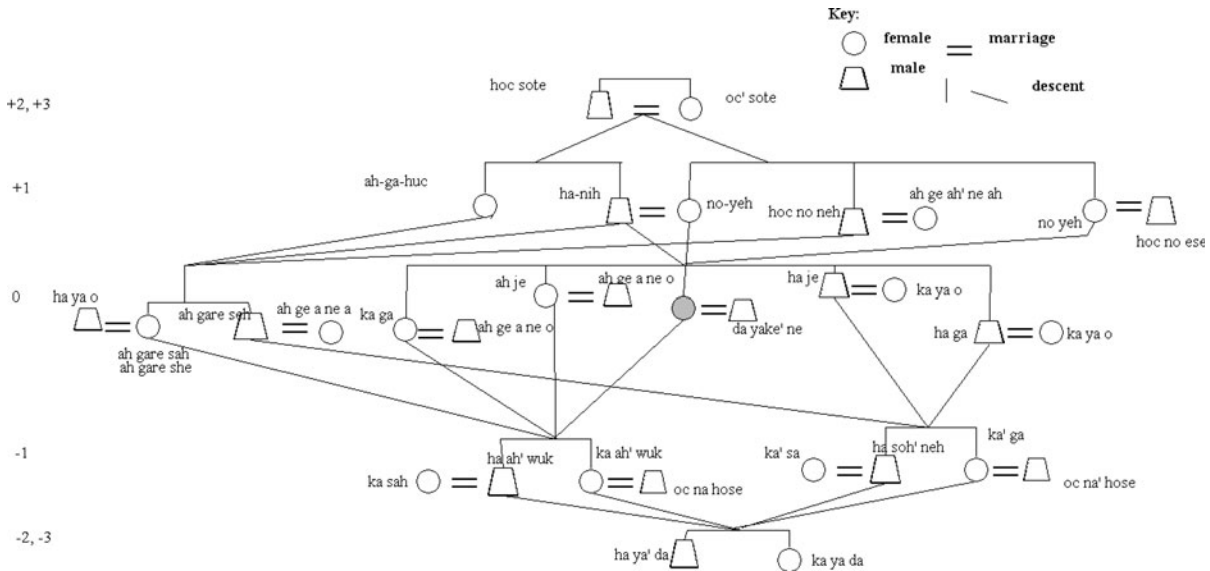 Key:
female
marriage
male
descent
+2, +3
hoc sote
oc' sote
+1
ah-ga-huc
ha-nih
no-yeh
hoc no neh
ah ge ah' ne ah
no yeh
hoc no ese
0
ha ya o
ah gare sah
ah gare she
ah gare seh
ah ge a ne a
ka ga
ah ge a ne o
ah je
ah ge a ne o
da yake' ne
ha je
ka ya o
ha ga
ka ya o
-1
ka sah
ha ah' wuk
ka ah' wuk
oc na hose
ka' sa
ha soh' neh
ka' ga
oc na' hose
-2, -3
ha ya' da
ka ya da